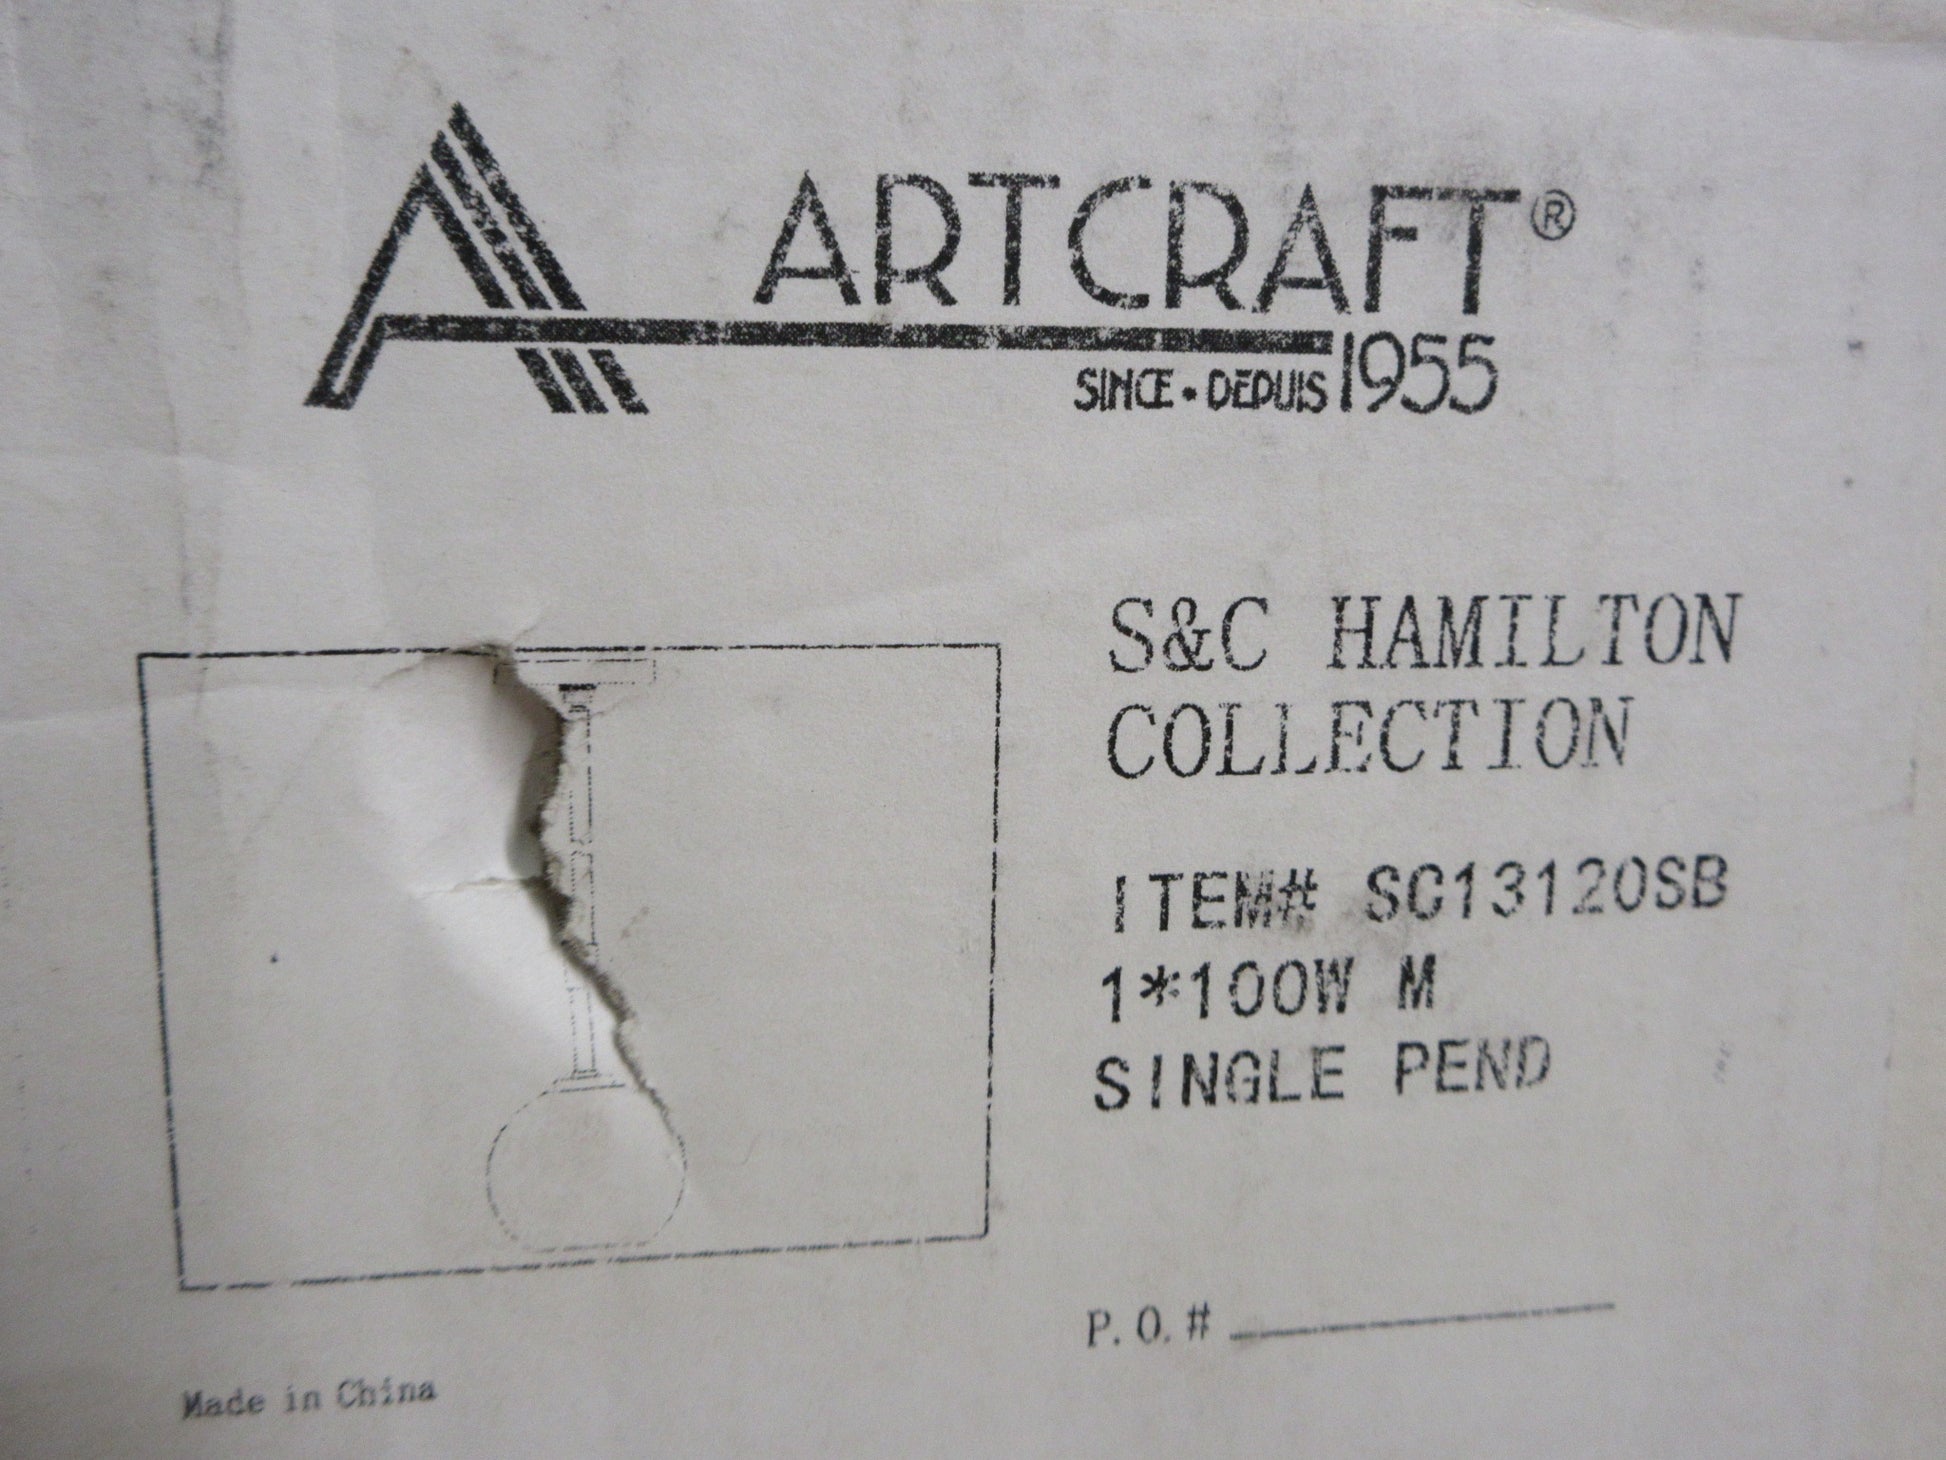 ARTCRAFT®
SINCE • DEPUIS 1955
S&C HAMILTON
COLLECTION
ITEM# SC13120SB
1*100W M
SINGLE PEND
P.O.#
Made in China